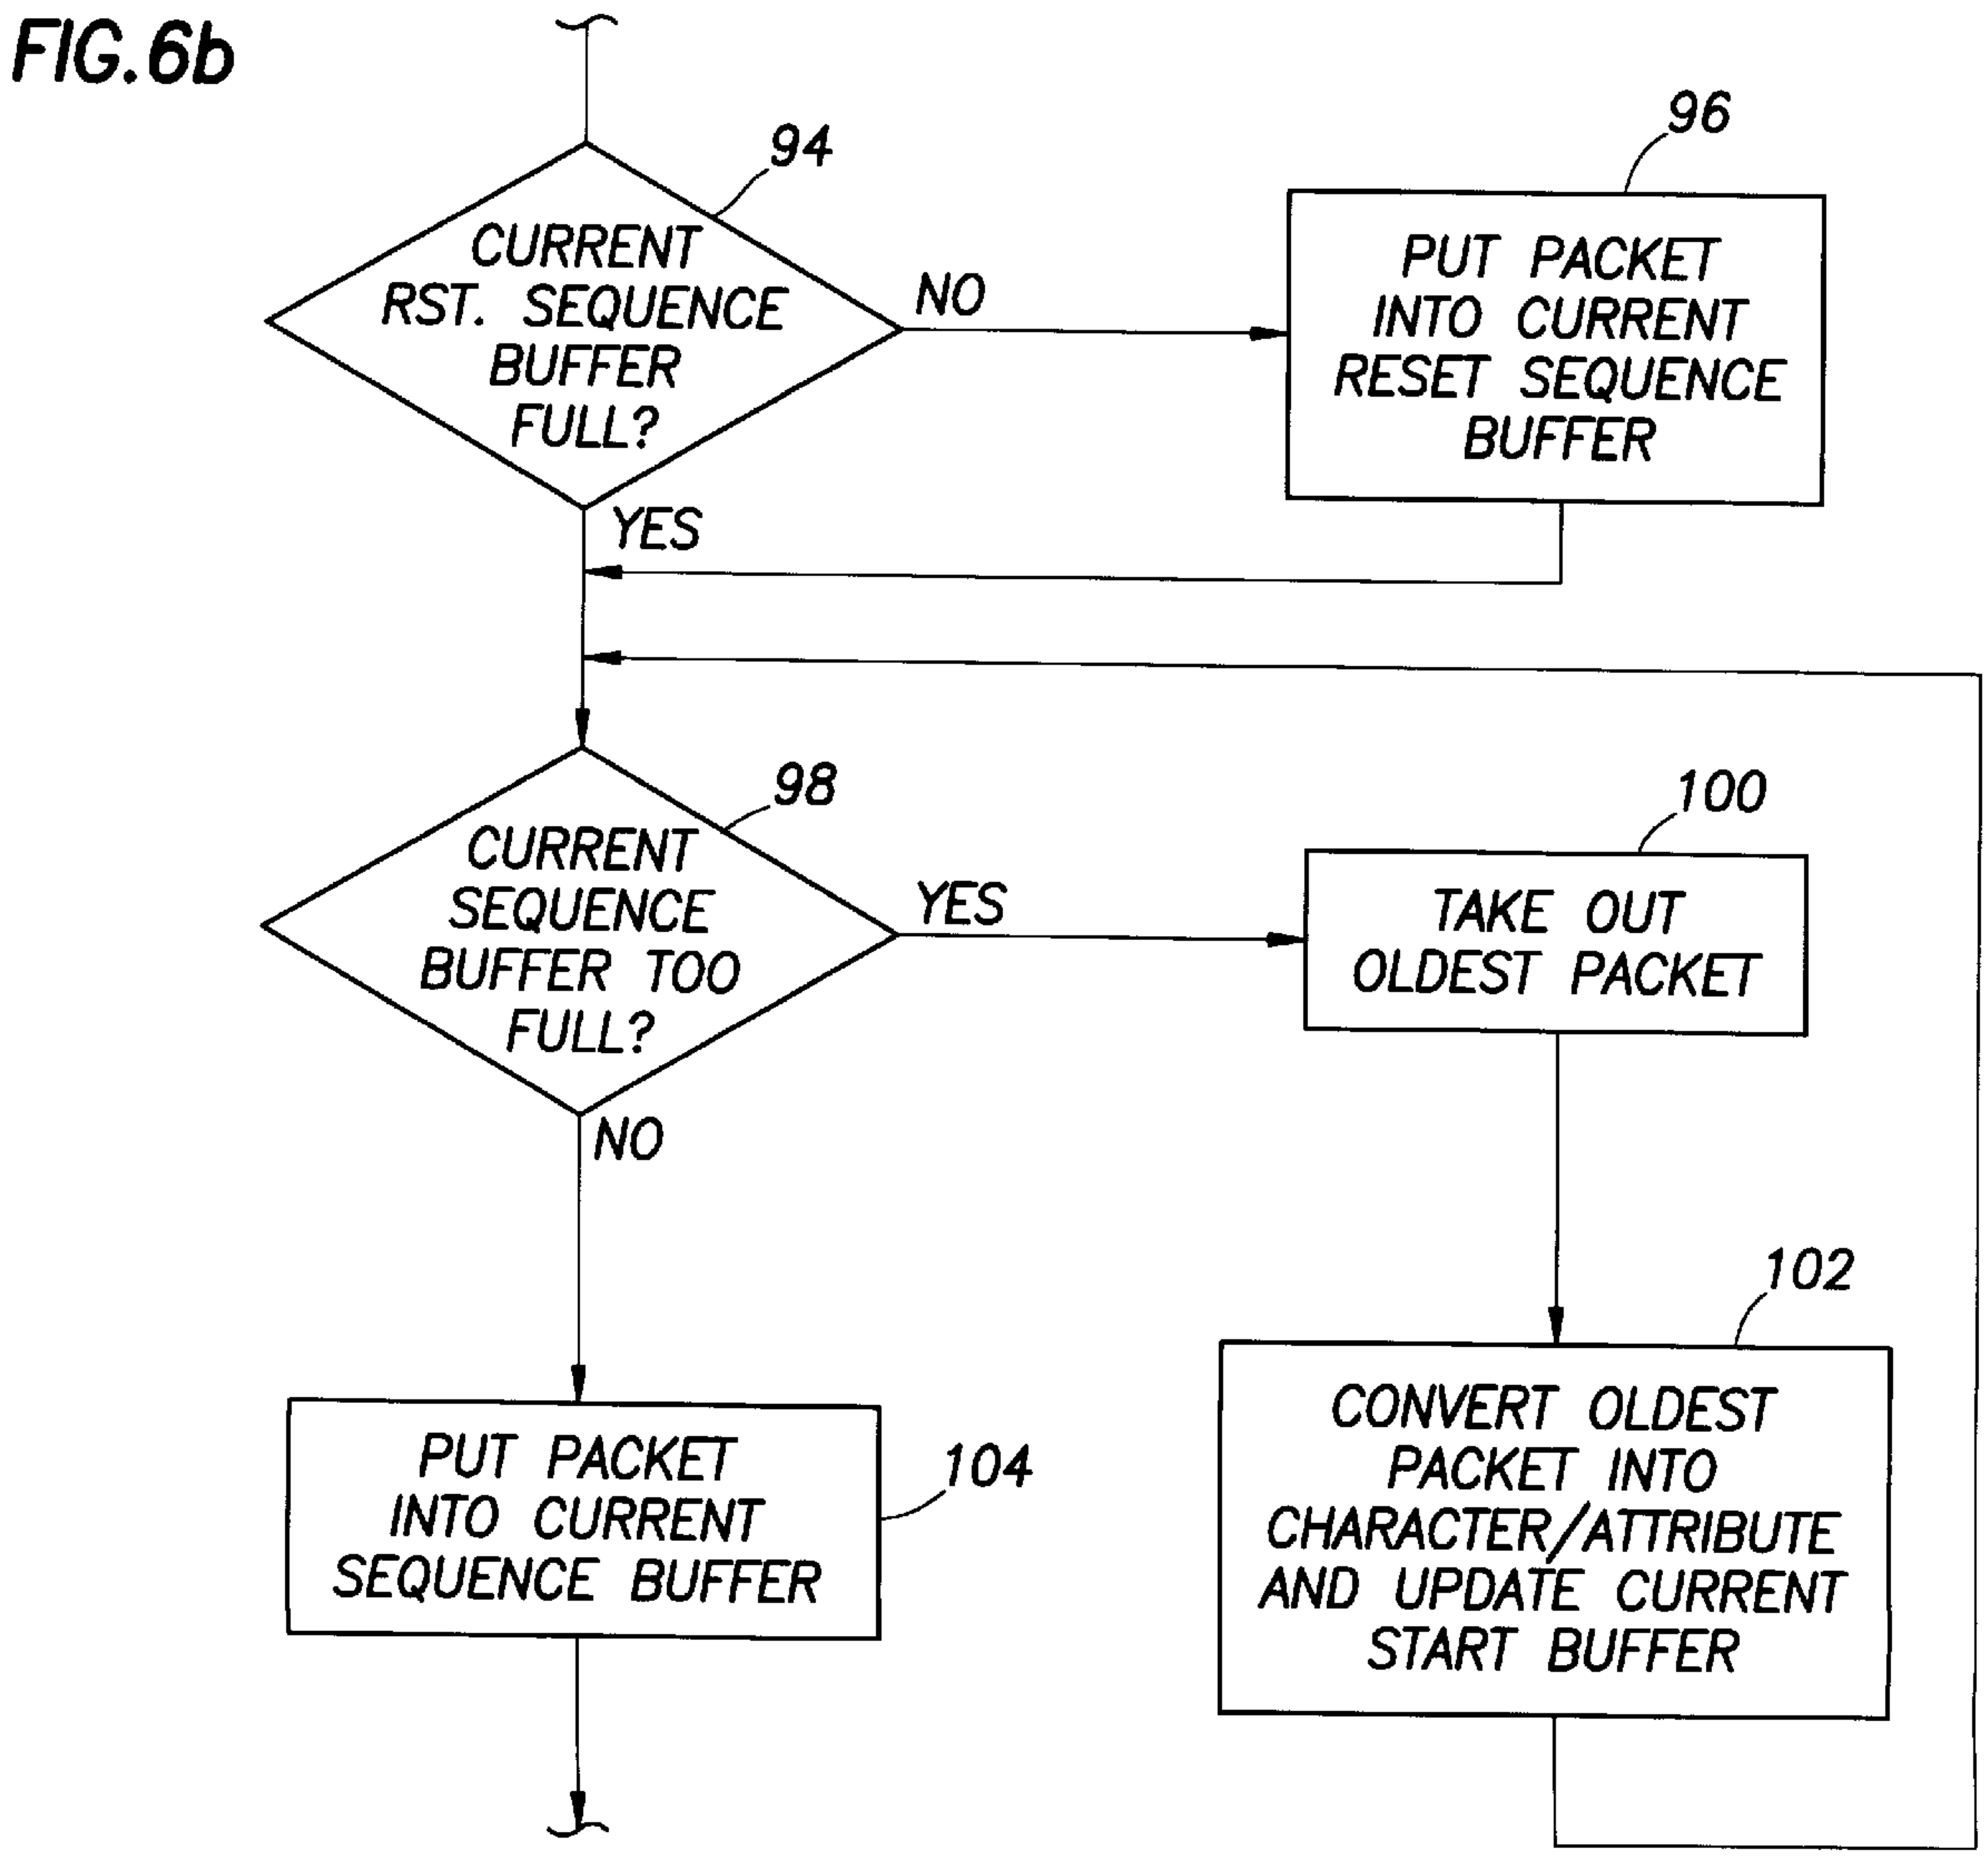 FIG.6b
94
CURRENT
RST. SEQUENCE
BUFFER
FULL?
NO
YES
96
PUT PACKET
INTO CURRENT
RESET SEQUENCE
BUFFER
98
CURRENT
SEQUENCE
BUFFER TOO
FULL?
YES
NO
100
TAKE OUT
OLDEST PACKET
102
CONVERT OLDEST
PACKET INTO
CHARACTER/ATTRIBUTE
AND UPDATE CURRENT
START BUFFER
PUT PACKET
INTO CURRENT
SEQUENCE BUFFER
104